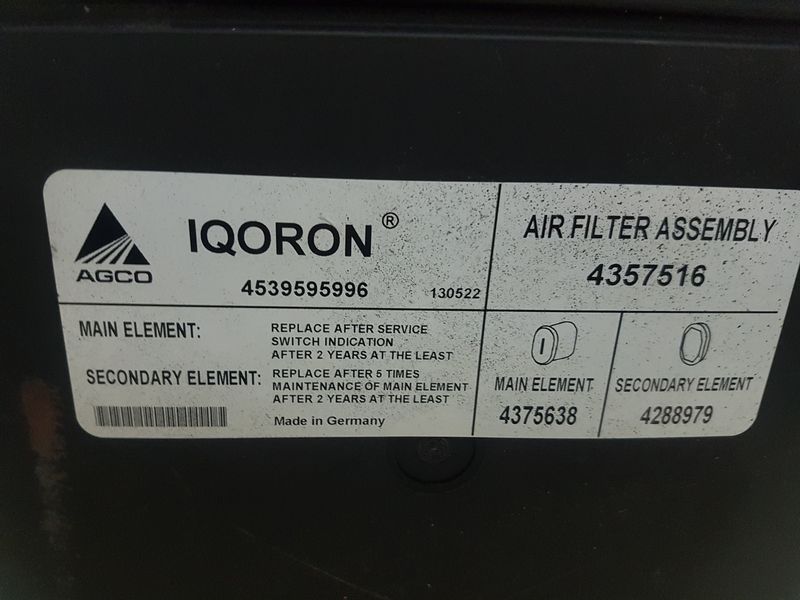 AGCO
IQORON®
4539595996
130522
AIR FILTER ASSEMBLY
4357516
MAIN ELEMENT:
REPLACE AFTER SERVICE
SWITCH INDICATION
AFTER 2 YEARS AT THE LEAST
SECONDARY ELEMENT:
REPLACE AFTER 5 TIMES
MAINTENANCE OF MAIN ELEMENT
AFTER 2 YEARS AT THE LEAST
Made in Germany
MAIN ELEMENT
4375638
SECONDARY ELEMENT
4288979